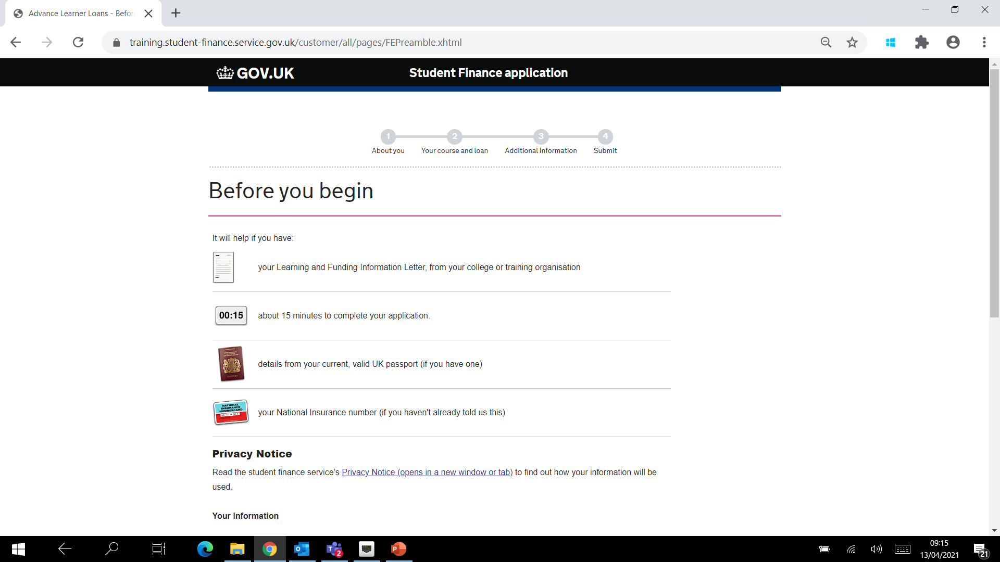 Advance Learner Loans - Befor
training.student-finance.service.gov.uk/customer/all/pages/FEPreamble.xhtml
GOV.UK
Student Finance application
1 2 3 4
About you Your course and loan Additional Information Submit
Before you begin
It will help if you have:
your Learning and Funding Information Letter, from your college or training organisation
00:15 about 15 minutes to complete your application.
details from your current, valid UK passport (if you have one)
NATIONAL
INSURANCE
NUMBERCARD
your National Insurance number (if you haven't already told us this)
Privacy Notice
Read the student finance service's Privacy Notice (opens in a new window or tab) to find out how your information will be
used.
Your Information
2
09:15
13/04/2021
21